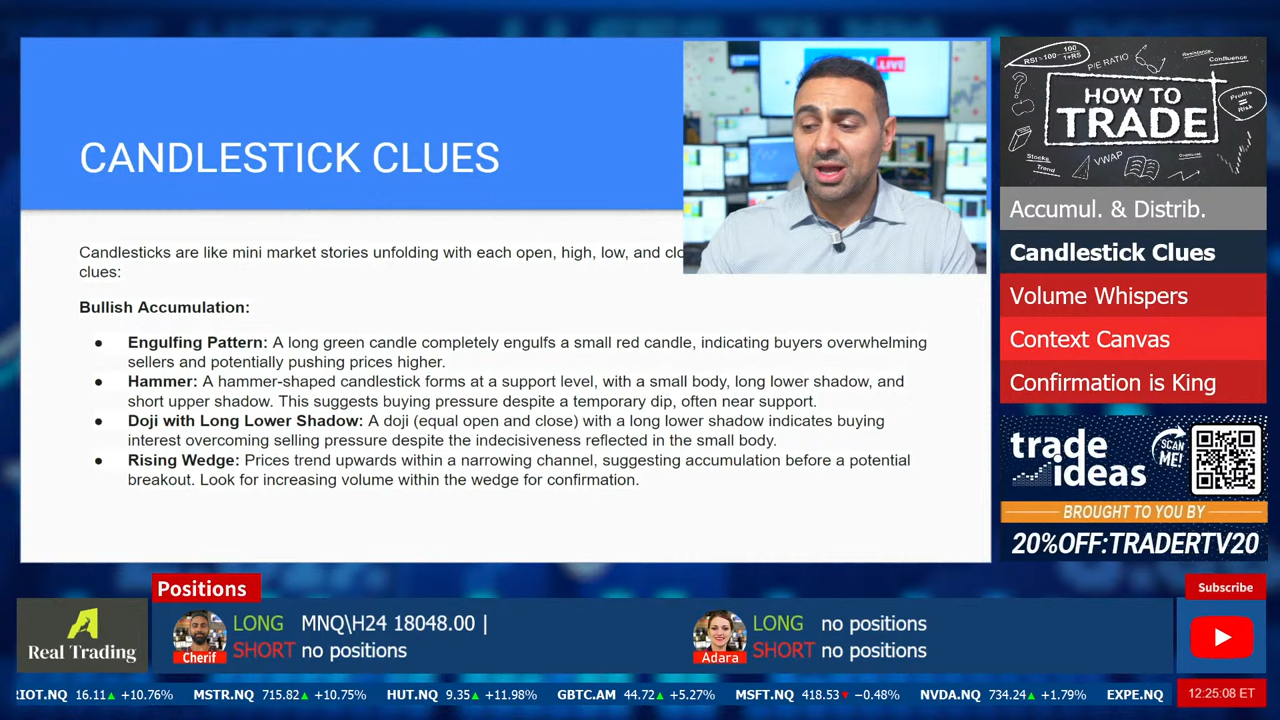 CANDLESTICK CLUES
.LIVE
Candlesticks are like mini market stories unfolding with each open, high, low, and clo
clues:
Bullish Accumulation:
● Engulfing Pattern: A long green candle completely engulfs a small red candle, indicating buyers overwhelming
sellers and potentially pushing prices higher.
● Hammer: A hammer-shaped candlestick forms at a support level, with a small body, long lower shadow, and
short upper shadow. This suggests buying pressure despite a temporary dip, often near support.
● Doji with Long Lower Shadow: A doji (equal open and close) with a long lower shadow indicates buying
interest overcoming selling pressure despite the indecisiveness reflected in the small body.
● Rising Wedge: Prices trend upwards within a narrowing channel, suggesting accumulation before a potential
breakout. Look for increasing volume within the wedge for confirmation.
RSI=100- 100
1+RS
P/E RATIO
Resistance
Confluence
HOW TO
TRADE
Profits
=
Risk
Stocks
Trend
VWAP
Accumul. & Distrib.
Candlestick Clues
Volume Whispers
Context Canvas
Confirmation is King
trade
ideas
SCAN
ME!
BROUGHT TO YOU BY
20%OFF:TRADERTV20
Positions
Subscribe
Real Trading
Cherif
LONG MNQ\H24 18048.00 |
SHORT no positions
Adara
LONG no positions
SHORT no positions
RIOT.NQ 16.11▲ +10.76% MSTR.NQ 715.82▲ +10.75% HUT.NQ 9.35▲ +11.98% GBTC.AM 44.72▲ +5.27% MSFT.NQ 418.53▼ −0.48% NVDA.NQ 734.24▲ +1.79% EXPE.NQ
12:25:08 ET